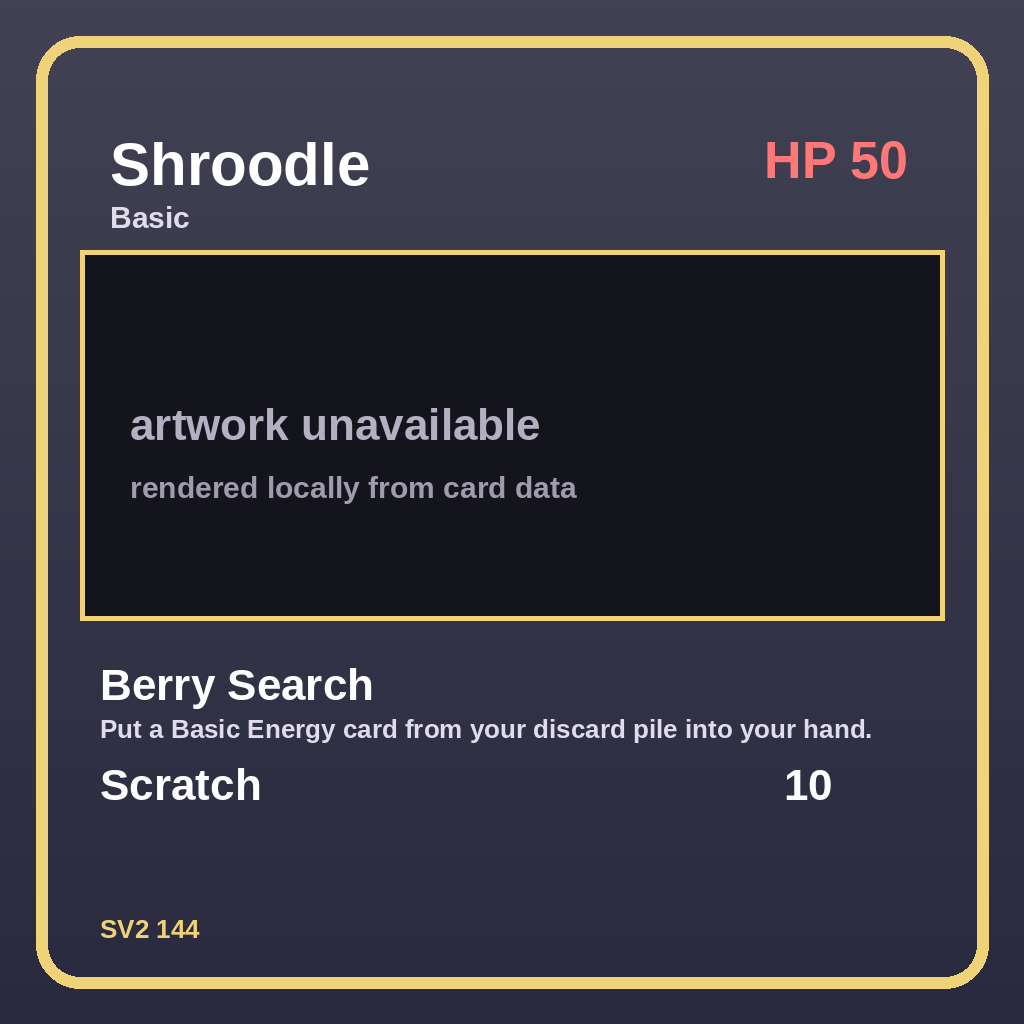 Shroodle
HP 50
Basic
artwork unavailable
rendered locally from card data
Berry Search
Put a Basic Energy card from your discard pile into your hand.
Scratch 10
SV2 144